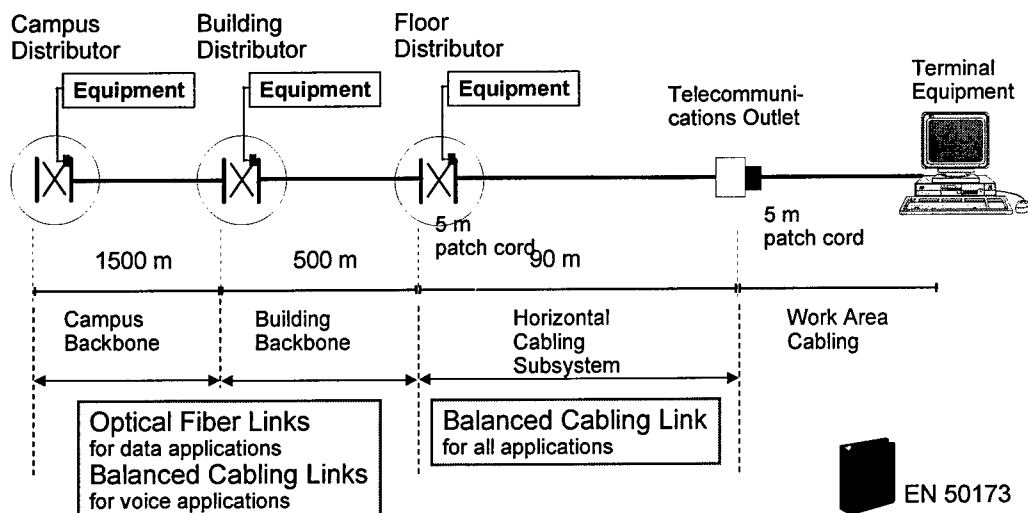 Campus
Distributor
Building
Distributor
Floor
Distributor
Equipment
Equipment
Equipment
Telecommuni-
cations Outlet
Terminal
Equipment
5 m
patch cord
5 m
patch cord
1500 m
500 m
90 m
Campus
Backbone
Building
Backbone
Horizontal
Cabling
Subsystem
Work Area
Cabling
Optical Fiber Links
for data applications
Balanced Cabling Links
for voice applications
Balanced Cabling Link
for all applications
EN 50173